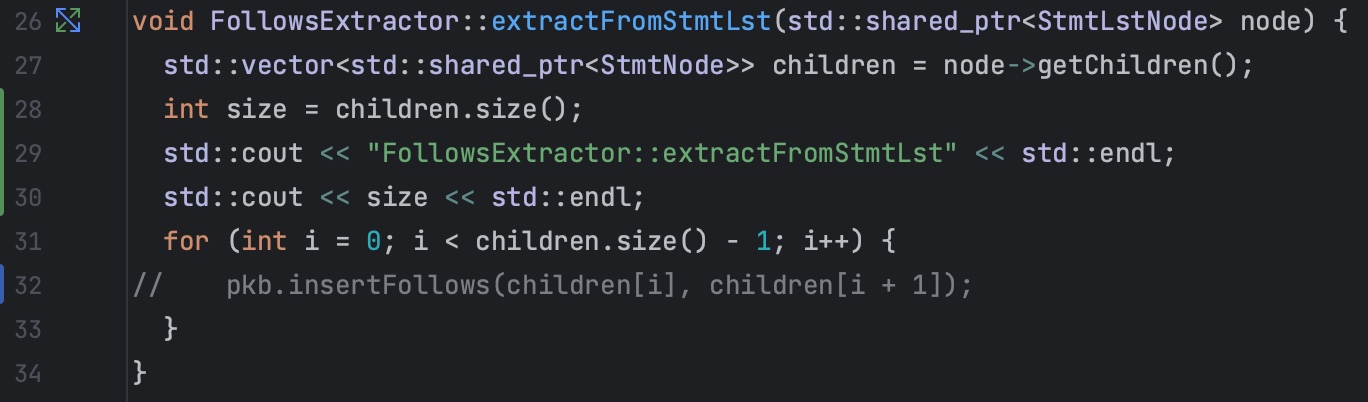 26 void FollowsExtractor::extractFromStmtLst(std::shared_ptr<StmtLstNode> node) {
27   std::vector<std::shared_ptr<StmtNode>> children = node->getChildren();
28   int size = children.size();
29   std::cout << "FollowsExtractor::extractFromStmtLst" << std::endl;
30   std::cout << size << std::endl;
31   for (int i = 0; i < children.size() - 1; i++) {
32 //    pkb.insertFollows(children[i], children[i + 1]);
33   }
34 }